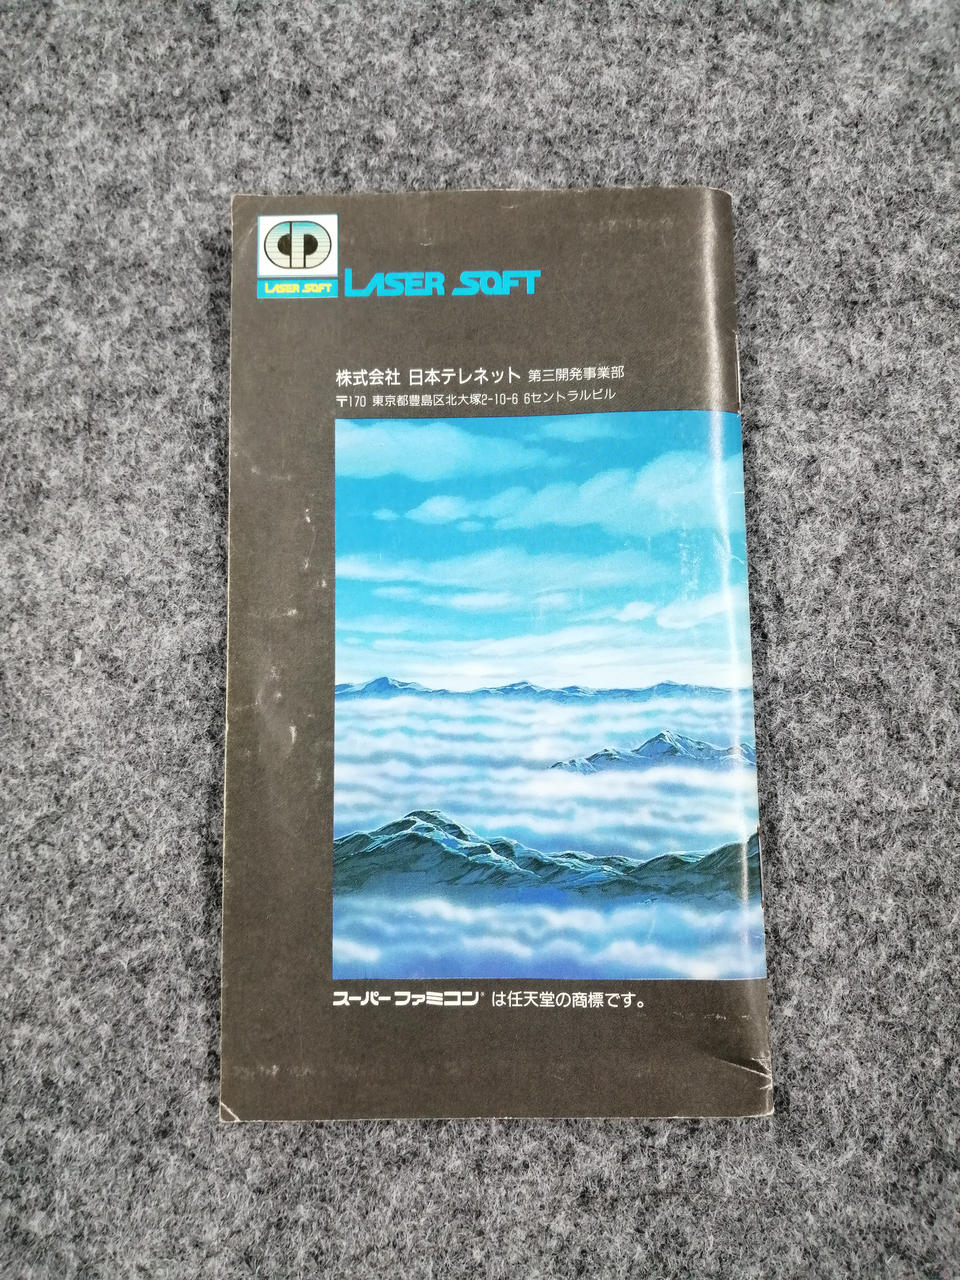 LASER SOFT
LASER SOFT
株式会社 日本テレネット 第三開発事業部
〒170 東京都豊島区北大塚2-10-6 6セントラルビル
スーパーファミコン® は任天堂の商標です。